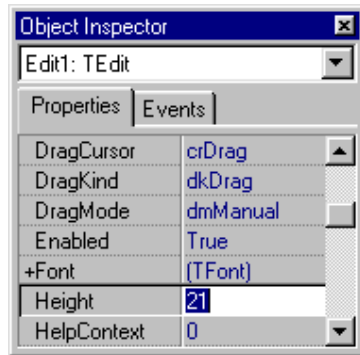 Object Inspector
Edit1: TEdit
Properties Events
DragCursor crDrag
DragKind dkDrag
DragMode dmManual
Enabled True
+Font (TFont)
Height 21
HelpContext 0